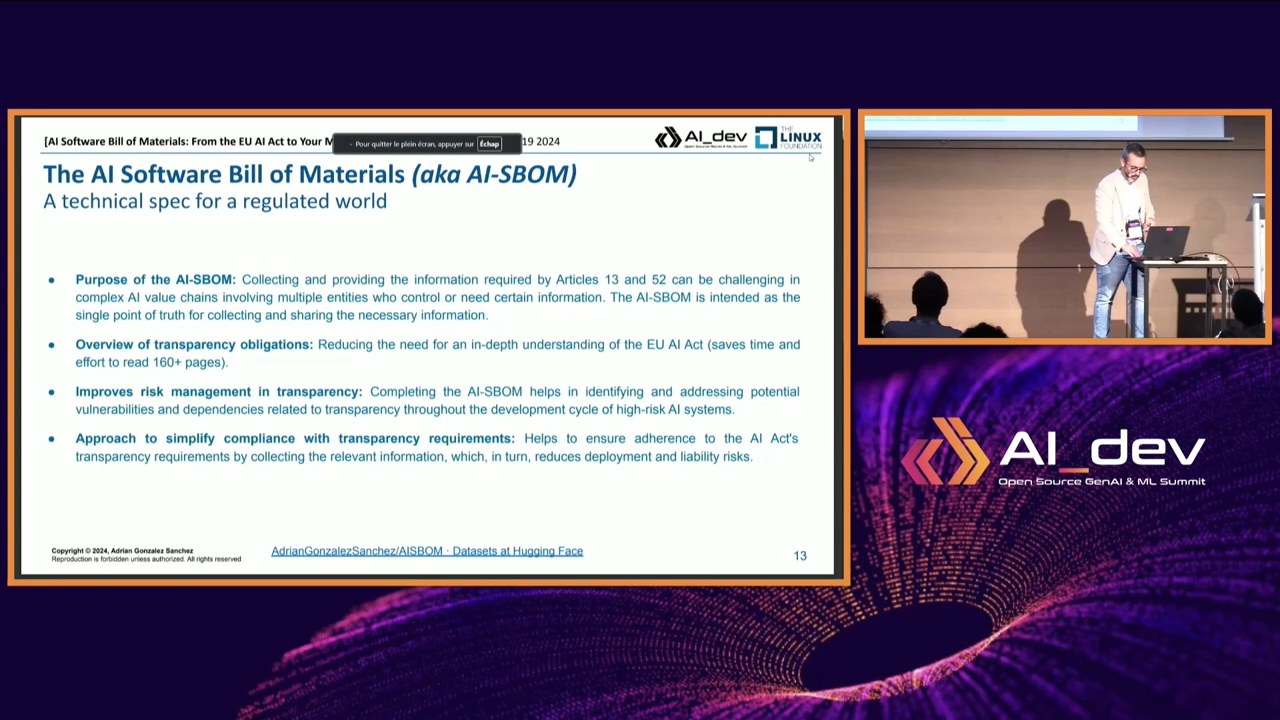 [AI Software Bill of Materials: From the EU AI Act to Your M
- Pour quitter le plein écran, appuyer sur Échap
19 2024
AI_dev
Open Source GenAI & ML Summit
THE LINUX FOUNDATION
The AI Software Bill of Materials (aka AI-SBOM)
A technical spec for a regulated world
● Purpose of the AI-SBOM: Collecting and providing the information required by Articles 13 and 52 can be challenging in
complex AI value chains involving multiple entities who control or need certain information. The AI-SBOM is intended as the
single point of truth for collecting and sharing the necessary information.
● Overview of transparency obligations: Reducing the need for an in-depth understanding of the EU AI Act (saves time and
effort to read 160+ pages).
● Improves risk management in transparency: Completing the AI-SBOM helps in identifying and addressing potential
vulnerabilities and dependencies related to transparency throughout the development cycle of high-risk AI systems.
● Approach to simplify compliance with transparency requirements: Helps to ensure adherence to the AI Act's
transparency requirements by collecting the relevant information, which, in turn, reduces deployment and liability risks.
Copyright © 2024, Adrian Gonzalez Sanchez
Reproduction is forbidden unless authorized. All rights reserved
AdrianGonzalezSanchez/AISBOM · Datasets at Hugging Face
13
AI_dev
Open Source GenAI & ML Summit